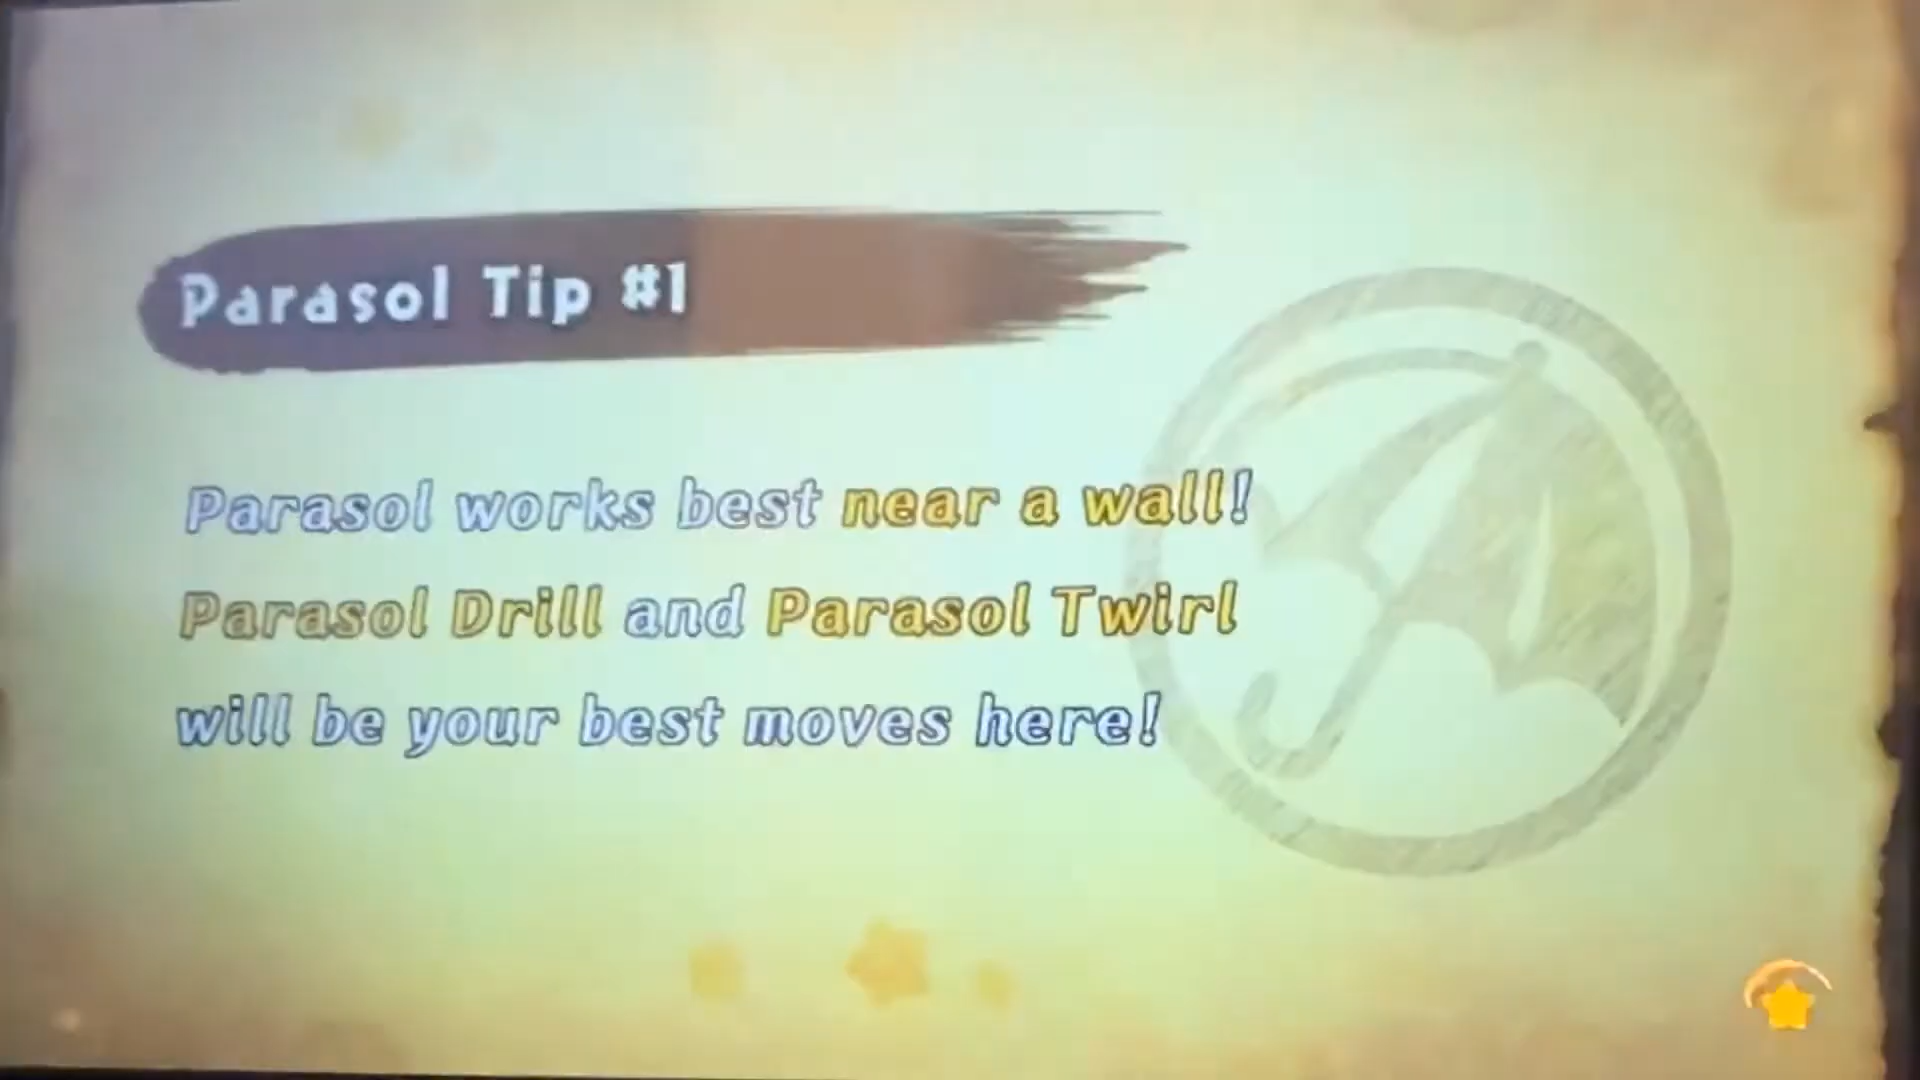 Parasol Tip #1
Parasol works best near a wall!
Parasol Drill and Parasol Twirl
will be your best moves here!